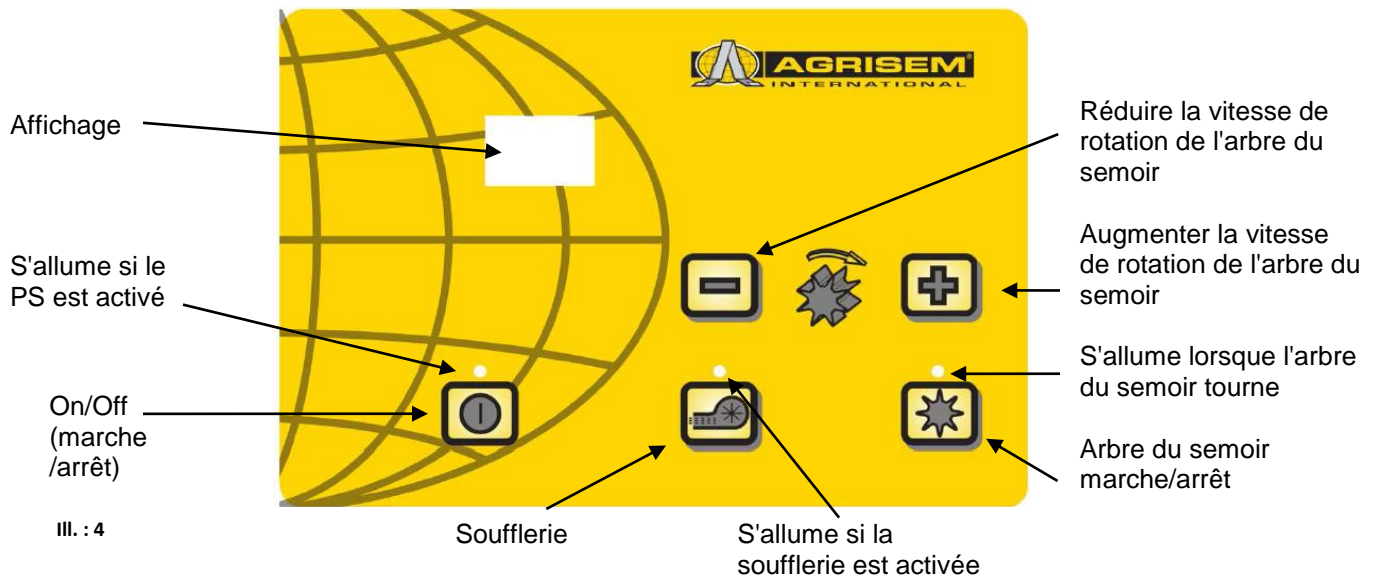 AGRISEM
INTERNATIONAL
Affichage
S'allume si le
PS est activé
On/Off
(marche
/arrêt)
Ill. : 4
Soufflerie
S'allume si la
soufflerie est activée
Réduire la vitesse de
rotation de l'arbre du
semoir
Augmenter la vitesse
de rotation de l'arbre du
semoir
S'allume lorsque l'arbre
du semoir tourne
Arbre du semoir
marche/arrêt